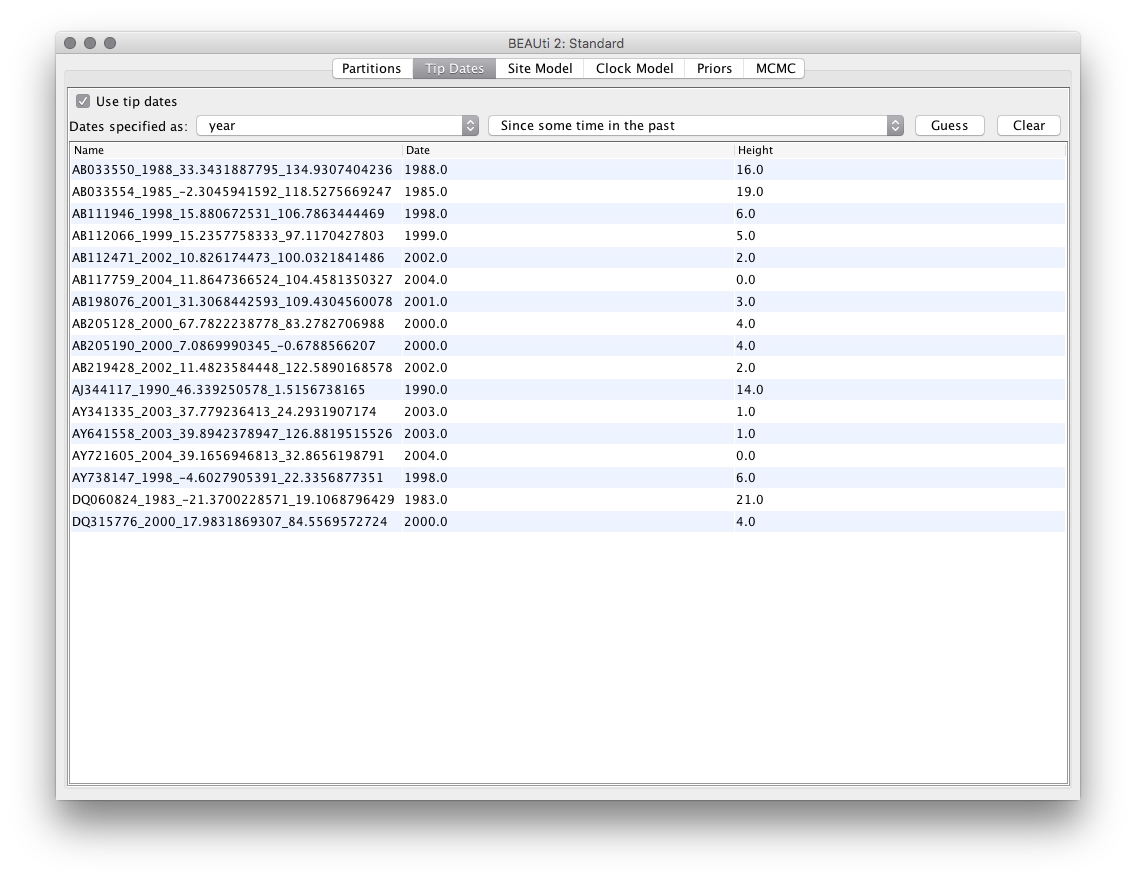 BEAUti 2: Standard
Partitions Tip Dates Site Model Clock Model Priors MCMC
Use tip dates
Dates specified as: year Since some time in the past Guess Clear
Name Date Height
AB033550_1988_33.3431887795_134.9307404236 1988.0 16.0
AB033554_1985_-2.3045941592_118.5275669247 1985.0 19.0
AB111946_1998_15.880672531_106.7863444469 1998.0 6.0
AB112066_1999_15.2357758333_97.1170427803 1999.0 5.0
AB112471_2002_10.826174473_100.0321841486 2002.0 2.0
AB117759_2004_11.8647366524_104.4581350327 2004.0 0.0
AB198076_2001_31.3068442593_109.4304560078 2001.0 3.0
AB205128_2000_67.7822238778_83.2782706988 2000.0 4.0
AB205190_2000_7.0869990345_-0.6788566207 2000.0 4.0
AB219428_2002_11.4823584448_122.5890168578 2002.0 2.0
AJ344117_1990_46.339250578_1.5156738165 1990.0 14.0
AY341335_2003_37.779236413_24.2931907174 2003.0 1.0
AY641558_2003_39.8942378947_126.8819515526 2003.0 1.0
AY721605_2004_39.1656946813_32.8656198791 2004.0 0.0
AY738147_1998_-4.6027905391_22.3356877351 1998.0 6.0
DQ060824_1983_-21.3700228571_19.1068796429 1983.0 21.0
DQ315776_2000_17.9831869307_84.5569572724 2000.0 4.0